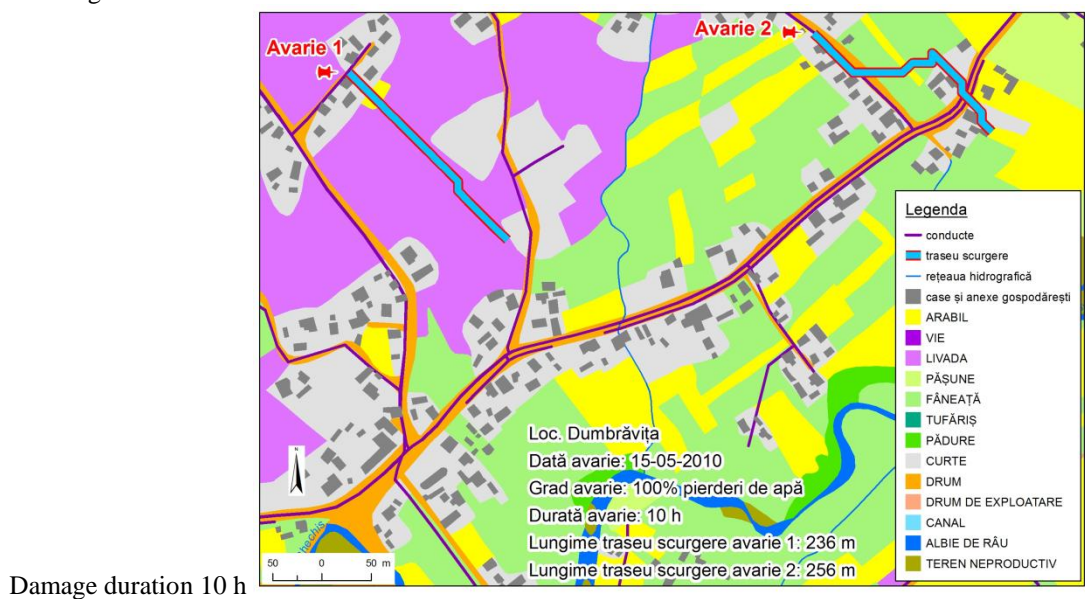 Avarie 1
Avarie 2
Legenda
conducte
traseu scurgere
rețeaua hidrografică
case și anexe gospodărești
ARABIL
VIE
LIVADA
PĂȘUNE
FÂNEAȚĂ
TUFĂRIȘ
PĂDURE
CURTE
DRUM
DRUM DE EXPLOATARE
CANAL
ALBIE DE RÂU
TEREN NEPRODUCTIV
Loc. Dumbrăvița
Dată avarie: 15-05-2010
Grad avarie: 100% pierderi de apă
Durată avarie: 10 h
Lungime traseu scurgere avarie 1: 236 m
Lungime traseu scurgere avarie 2: 256 m
50 0 50 m
Damage duration 10 h